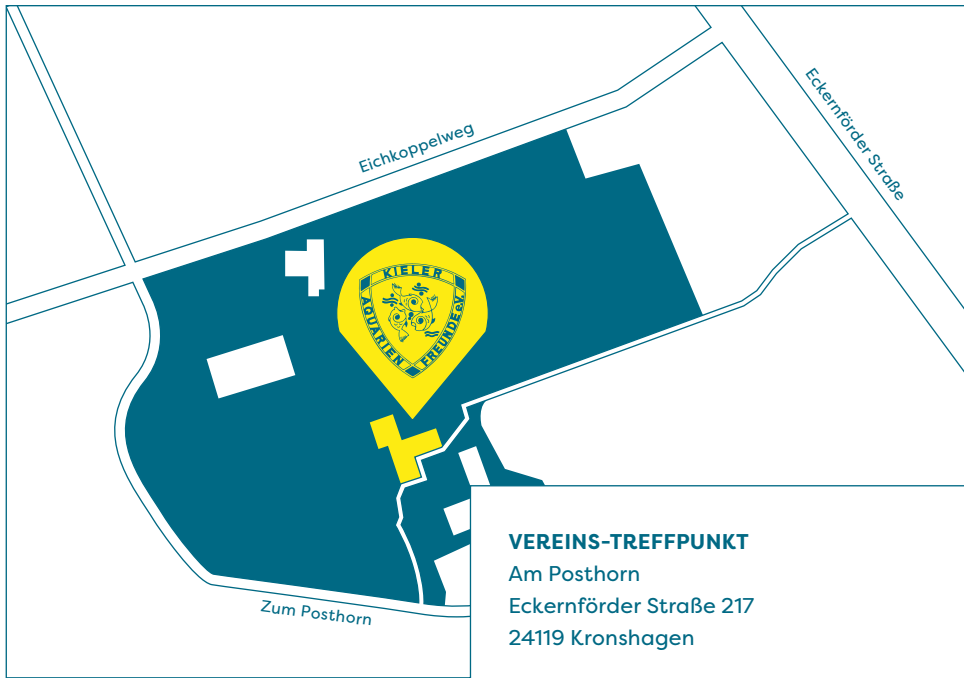 Eckernförder Straße
Eichkoppelweg
KIELER
AQUARIEN
FREUNDE e.V.
Zum Posthorn
VEREINS-TREFFPUNKT
Am Posthorn
Eckernförder Straße 217
24119 Kronshagen